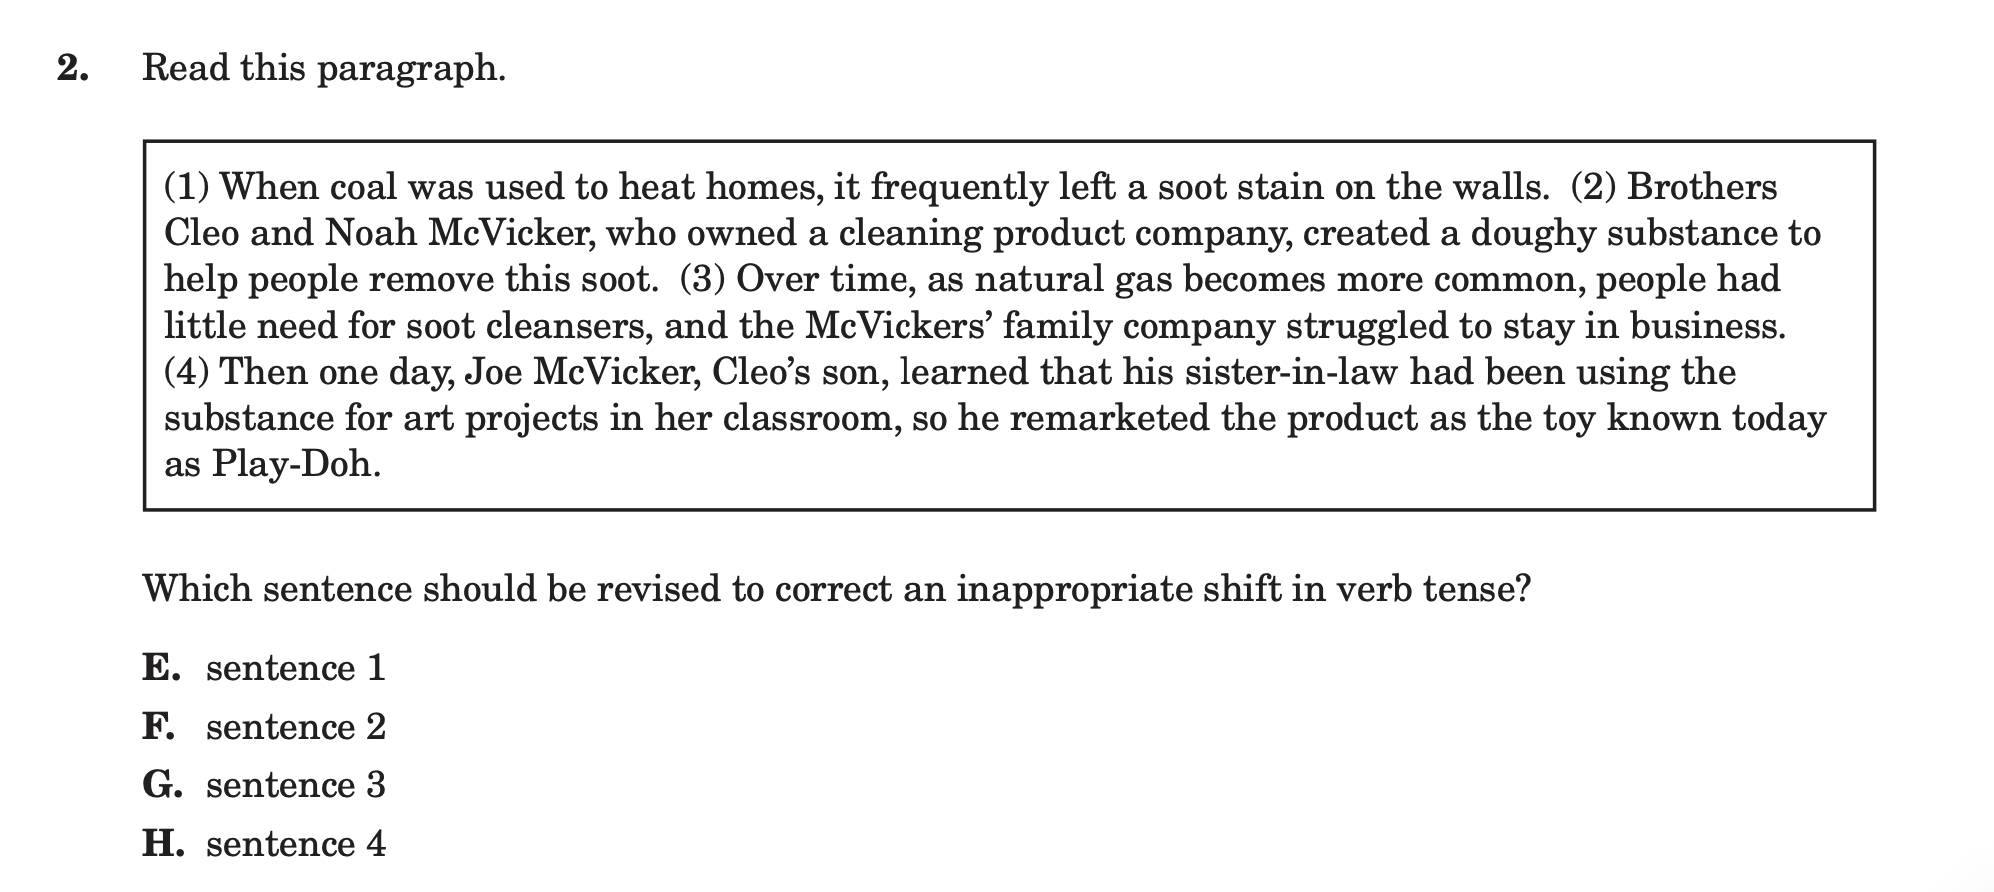 2. Read this paragraph.
(1) When coal was used to heat homes, it frequently left a soot stain on the walls. (2) Brothers
Cleo and Noah McVicker, who owned a cleaning product company, created a doughy substance to
help people remove this soot. (3) Over time, as natural gas becomes more common, people had
little need for soot cleansers, and the McVickers’ family company struggled to stay in business.
(4) Then one day, Joe McVicker, Cleo’s son, learned that his sister-in-law had been using the
substance for art projects in her classroom, so he remarketed the product as the toy known today
as Play-Doh.
Which sentence should be revised to correct an inappropriate shift in verb tense?
E. sentence 1
F. sentence 2
G. sentence 3
H. sentence 4